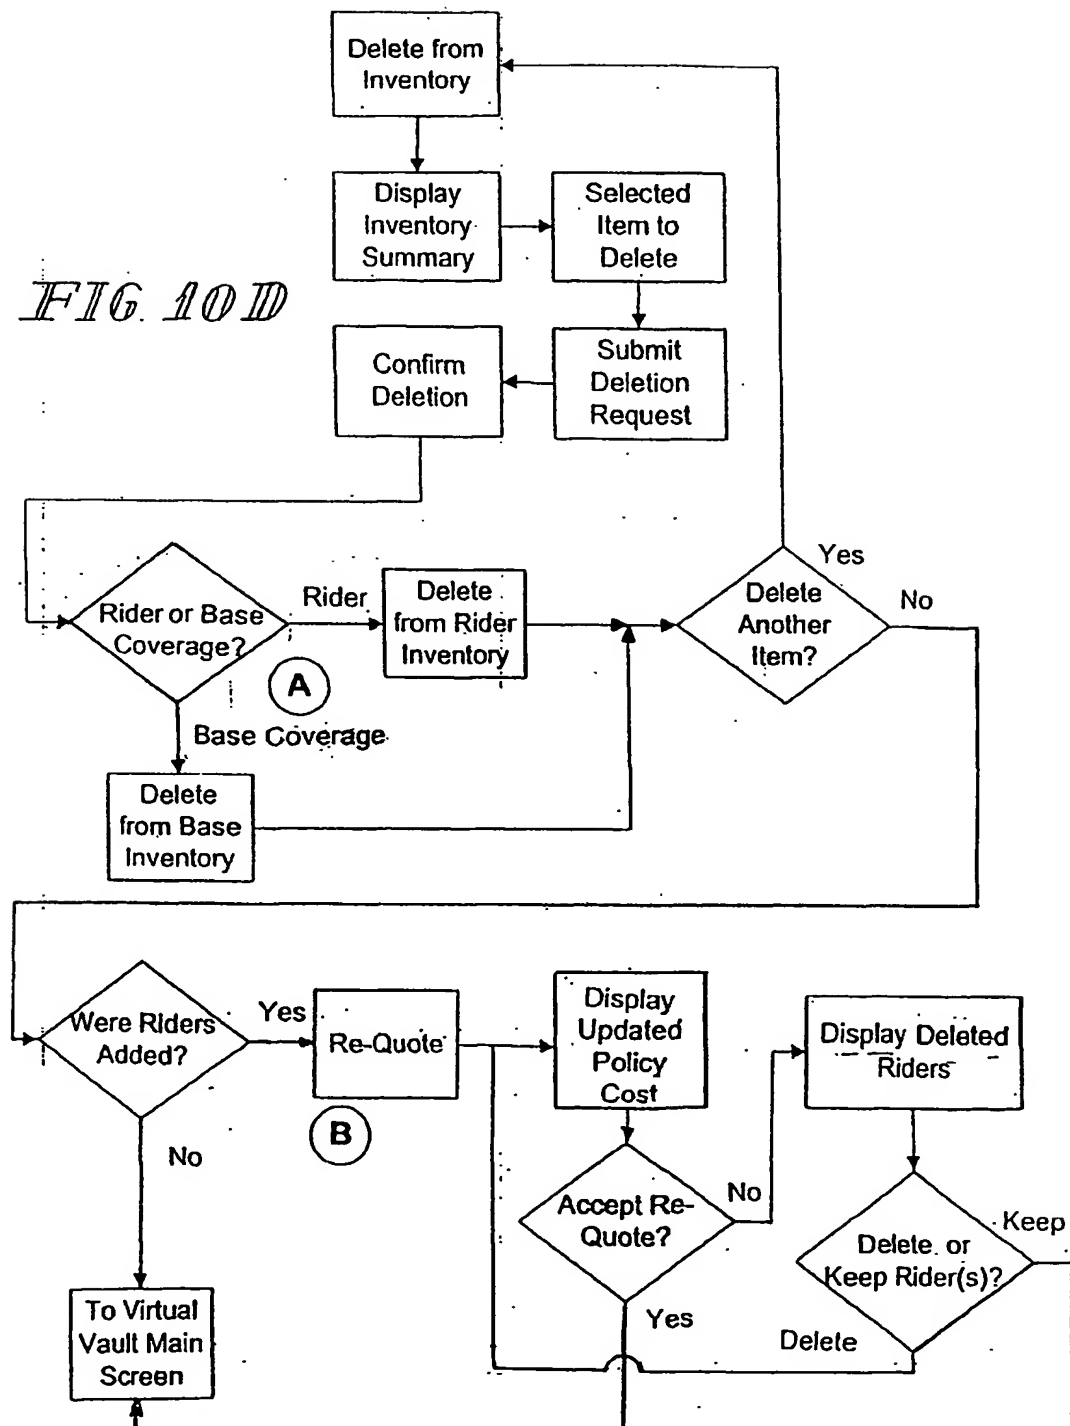 Delete from
Inventory
Display
Inventory
Summary
Selected
Item to
Delete
FIG. 10D
Confirm
Deletion
Submit
Deletion
Request
Yes
Rider or Base
Coverage?
Rider
Delete
from Rider
Inventory
Delete
Another
Item?
No
A
Base Coverage
Delete
from Base
Inventory
Were Riders
Added?
Yes
Re-Quote
Display
Updated
Policy
Cost
Display Deleted
Riders
B
No
Accept Re-
Quote?
No
Delete or
Keep Rider(s)?
Keep
To Virtual
Vault Main
Screen
Yes
Delete